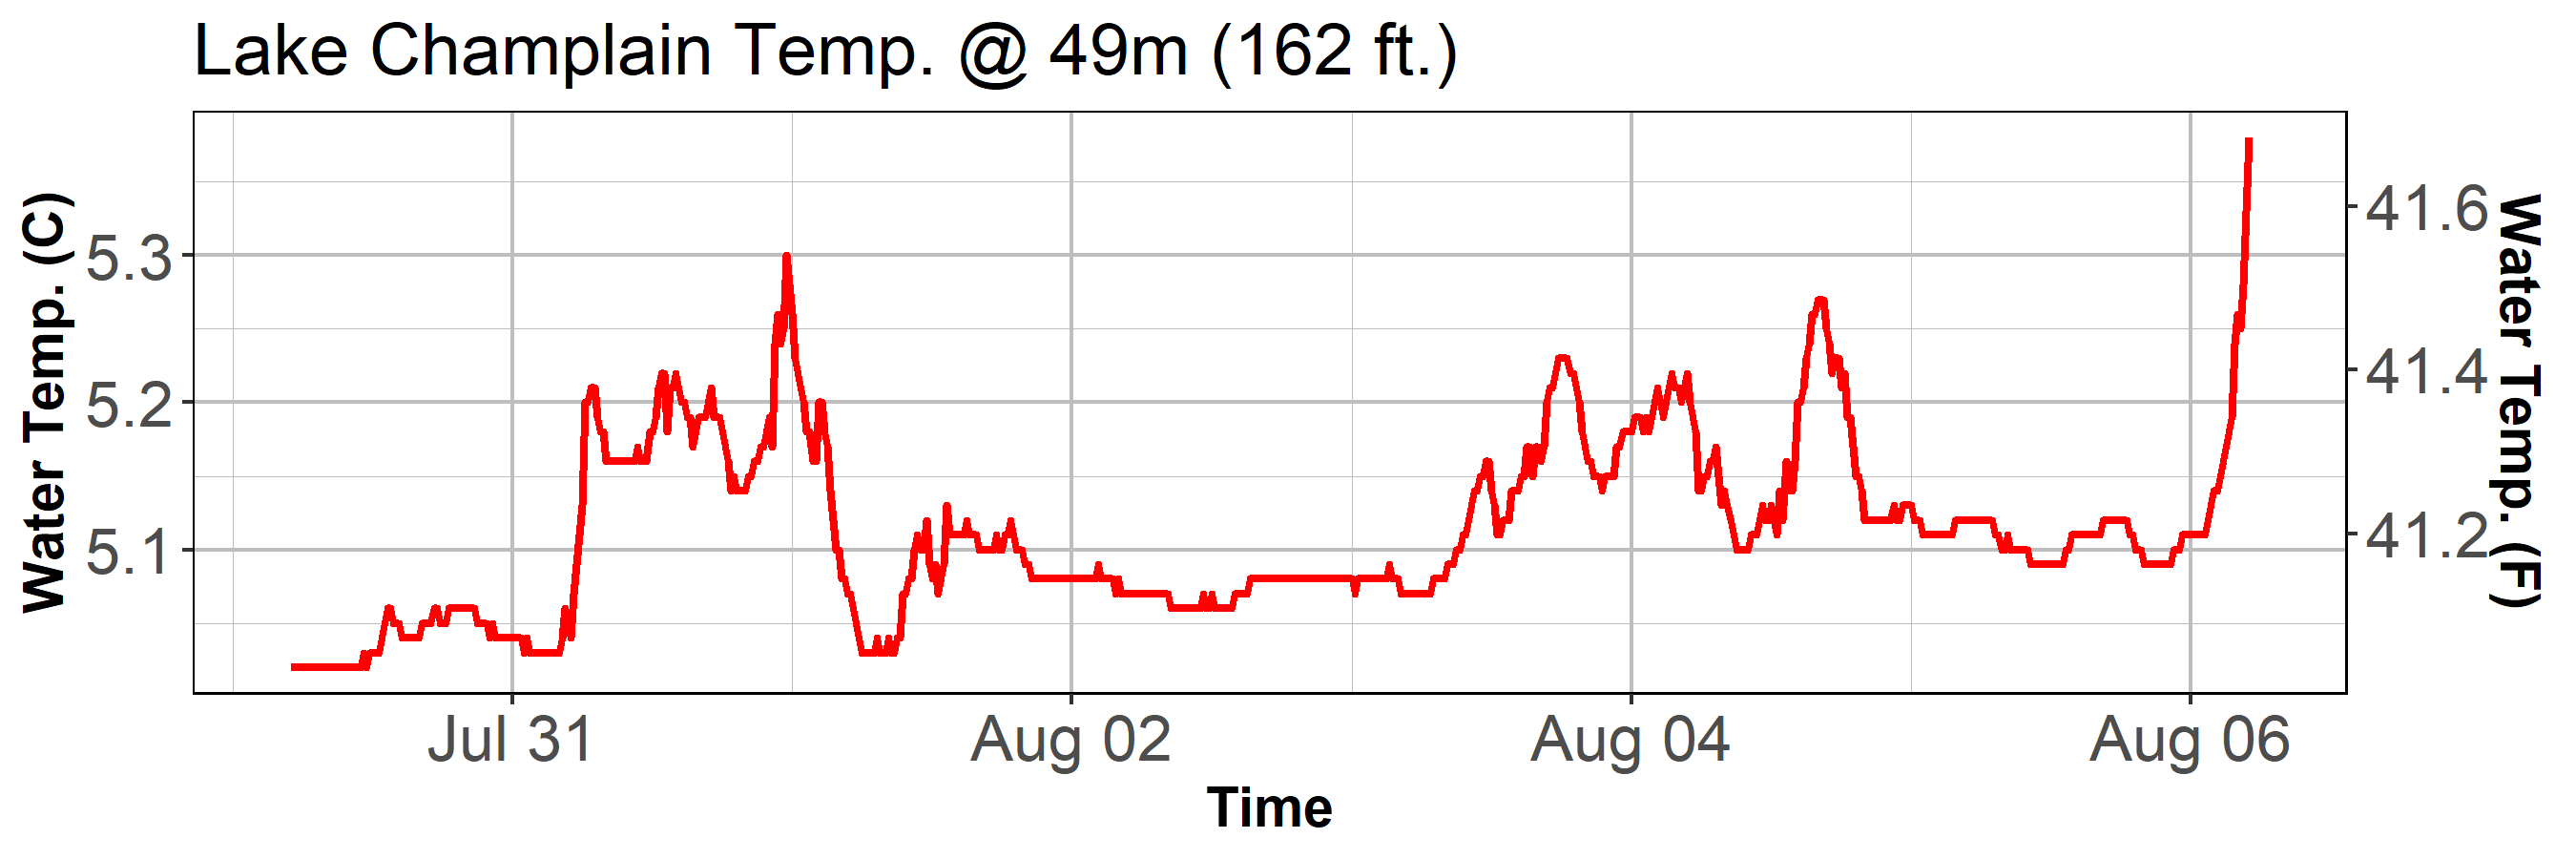 Lake Champlain Temp. @ 49m (162 ft.)
Water Temp. (C)
5.3
5.2
5.1
41.6
41.4
41.2
Water Temp. (F)
Jul 31 Aug 02 Aug 04 Aug 06
Time